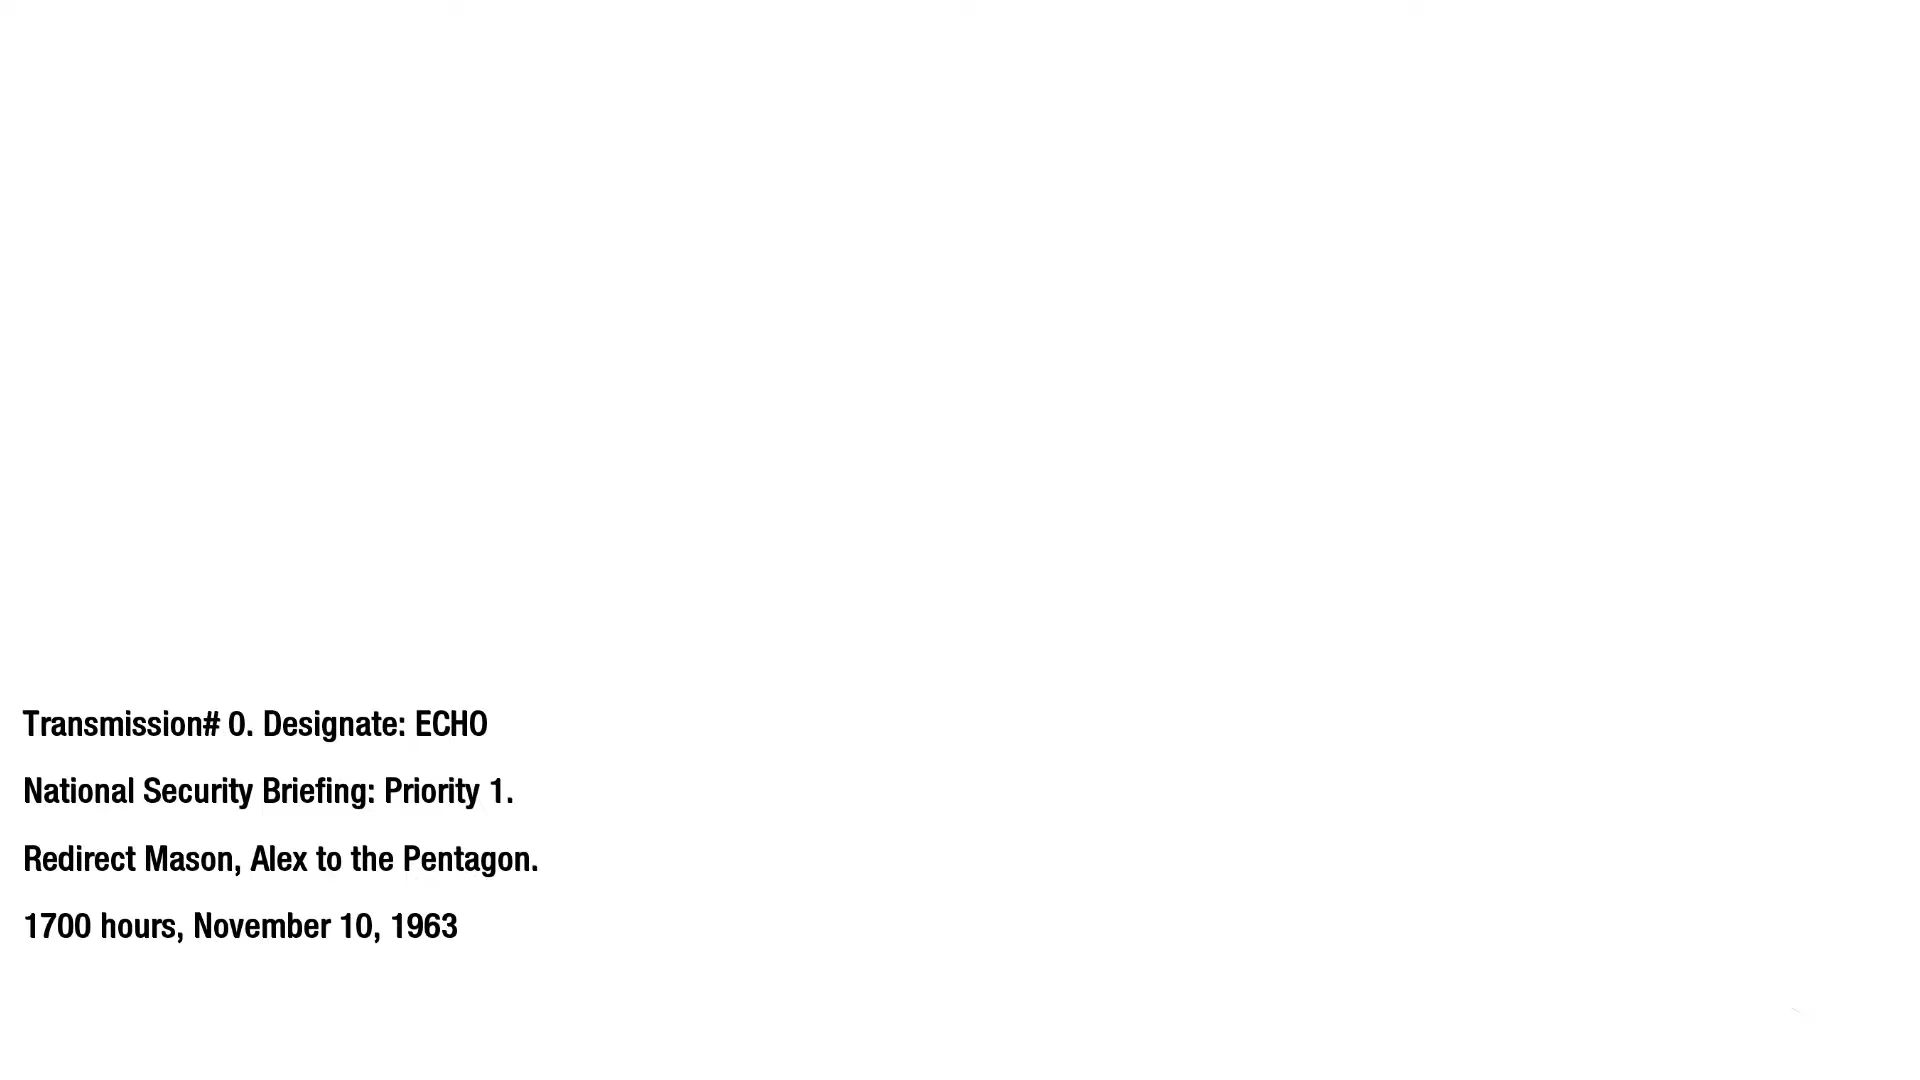 Transmission# 0. Designate: ECHO
National Security Briefing: Priority 1.
Redirect Mason, Alex to the Pentagon.
1700 hours, November 10, 1963